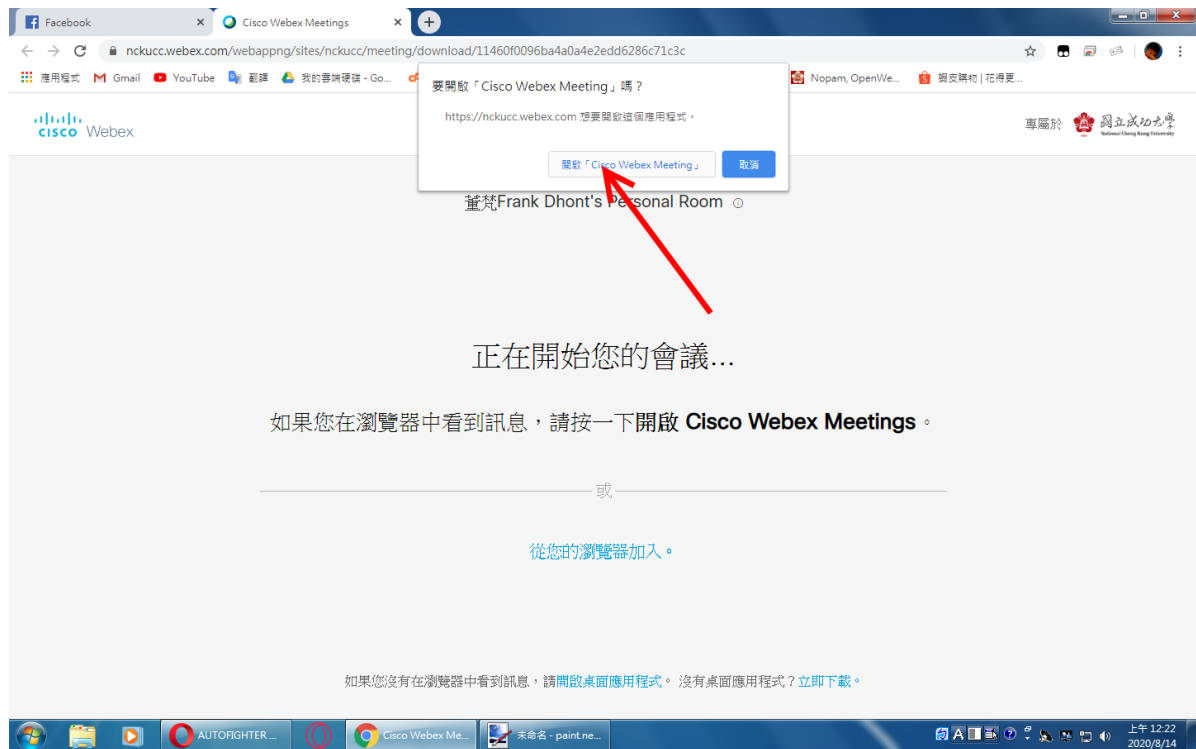 Facebook
Cisco Webex Meetings
nckucc.webex.com/webappng/sites/nckucc/meeting/download/11460f0096ba4a0a4e2edd6286c71c3c
應用程式 Gmail YouTube 翻譯 我的雲端硬碟 - Go... Nopam, OpenWe... 蝦皮購物 | 花得更...
要開啟「Cisco Webex Meeting」嗎？
https://nckucc.webex.com 想要開啟這個應用程式。
開啟「Cisco Webex Meeting」 取消
cisco Webex
專屬於 國立成功大學
National Cheng Kung University
董梵Frank Dhont's Personal Room
正在開始您的會議...
如果您在瀏覽器中看到訊息，請按一下開啟 Cisco Webex Meetings。
或
從您的瀏覽器加入。
如果您沒有在瀏覽器中看到訊息，請開啟桌面應用程式。 沒有桌面應用程式？立即下載。
AUTOFIGHTER ... Cisco Webex Me... 未命名 - paint.ne...
A
上午 12:22
2020/8/14